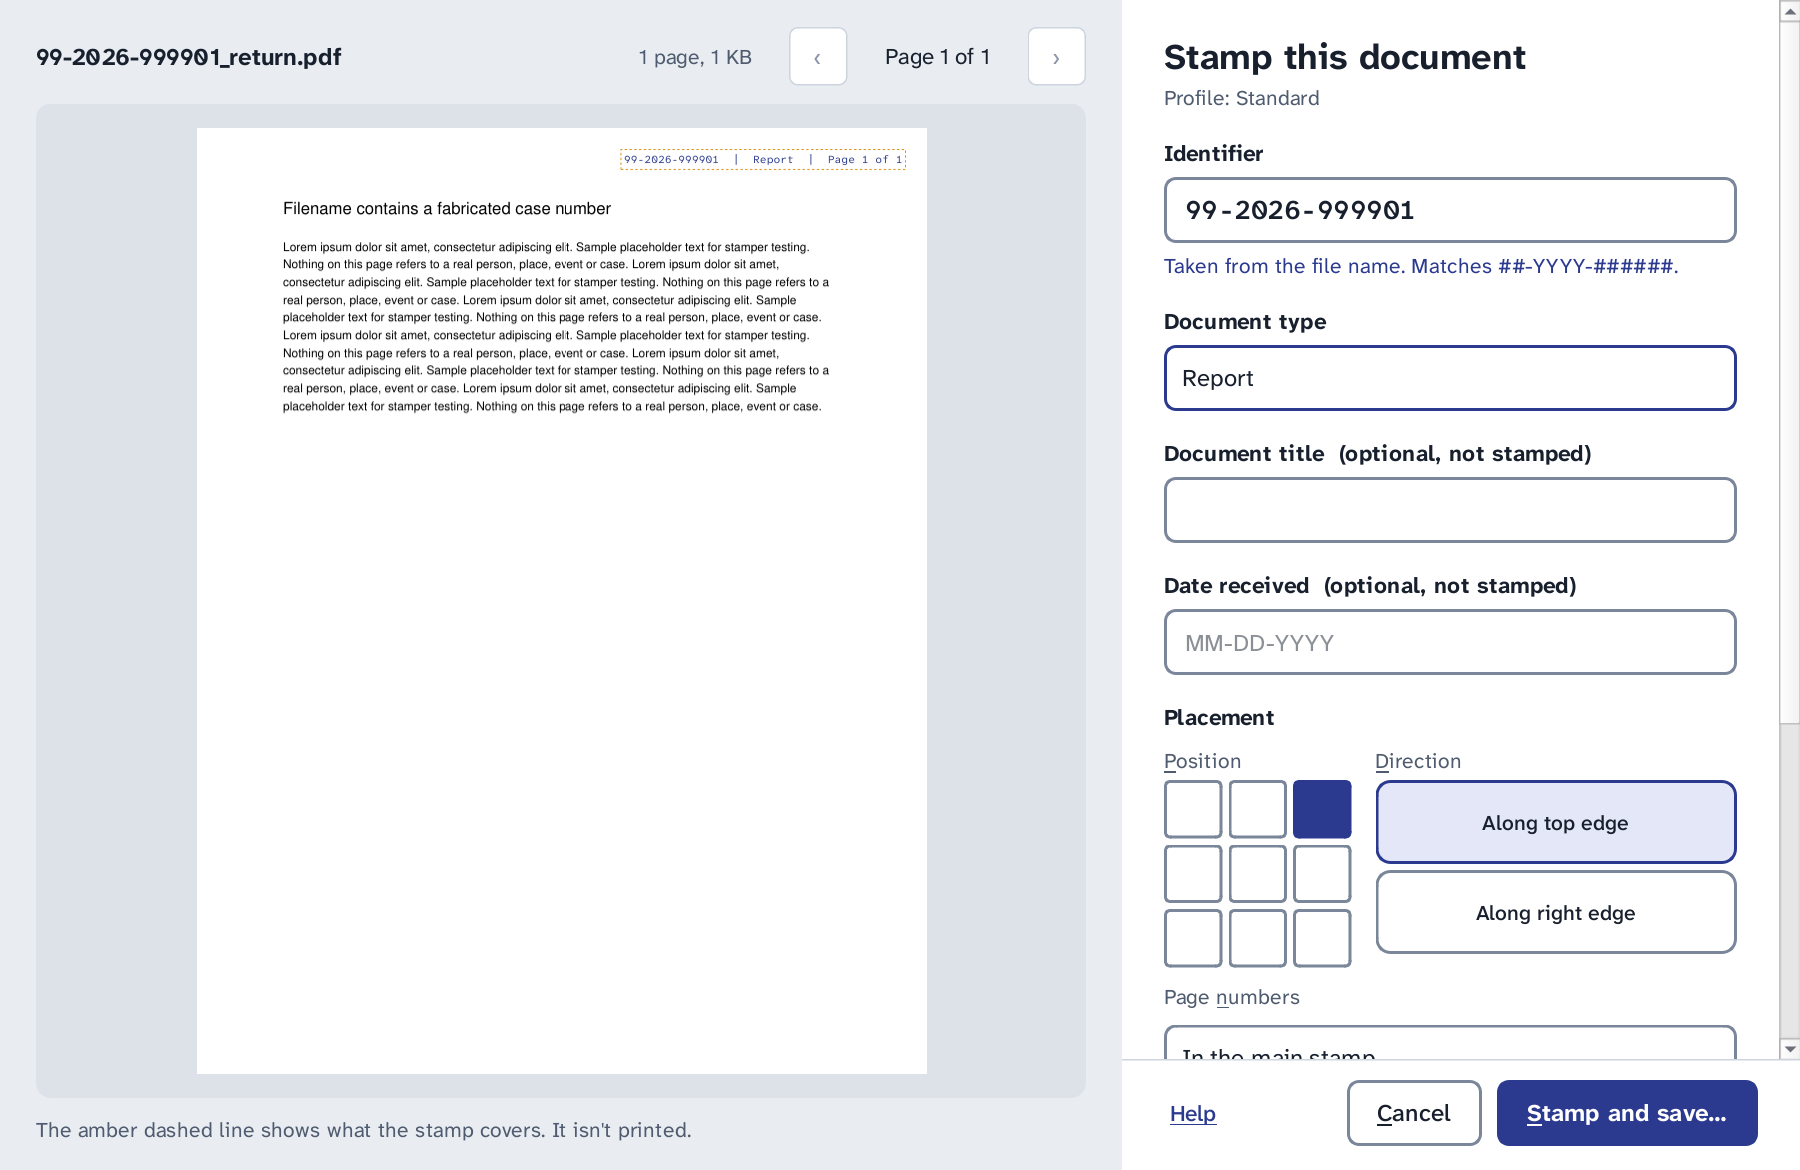 99-2026-999901_return.pdf
1 page, 1 KB
‹
Page 1 of 1
›
99-2026-999901 | Report | Page 1 of 1
Filename contains a fabricated case number
Lorem ipsum dolor sit amet, consectetur adipiscing elit. Sample placeholder text for stamper testing.
Nothing on this page refers to a real person, place, event or case. Lorem ipsum dolor sit amet,
consectetur adipiscing elit. Sample placeholder text for stamper testing. Nothing on this page refers to a
real person, place, event or case. Lorem ipsum dolor sit amet, consectetur adipiscing elit. Sample
placeholder text for stamper testing. Nothing on this page refers to a real person, place, event or case.
Lorem ipsum dolor sit amet, consectetur adipiscing elit. Sample placeholder text for stamper testing.
Nothing on this page refers to a real person, place, event or case. Lorem ipsum dolor sit amet,
consectetur adipiscing elit. Sample placeholder text for stamper testing. Nothing on this page refers to a
real person, place, event or case. Lorem ipsum dolor sit amet, consectetur adipiscing elit. Sample
placeholder text for stamper testing. Nothing on this page refers to a real person, place, event or case.
The amber dashed line shows what the stamp covers. It isn't printed.
Stamp this document
Profile: Standard
Identifier
99-2026-999901
Taken from the file name. Matches ##-YYYY-######.
Document type
Report
Document title (optional, not stamped)
Date received (optional, not stamped)
MM-DD-YYYY
Placement
Position
Direction
Along top edge
Along right edge
Page numbers
In the main stamp
Help
Cancel
Stamp and save...